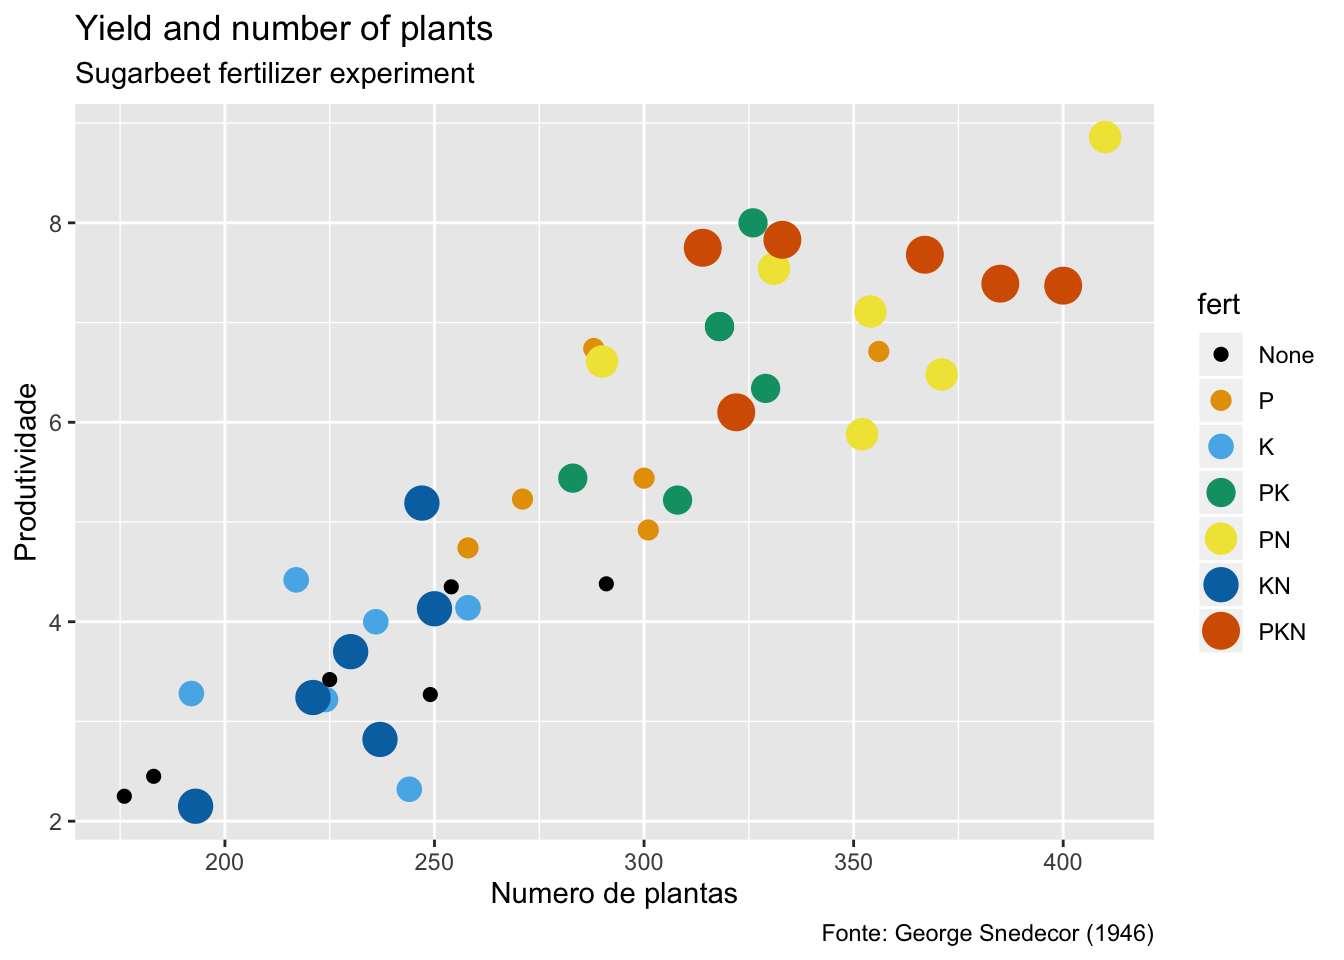 Yield and number of plants
Sugarbeet fertilizer experiment
Produtividade
8
6
4
2
200 250 300 350 400
Numero de plantas
fert
None
P
K
PK
PN
KN
PKN
Fonte: George Snedecor (1946)